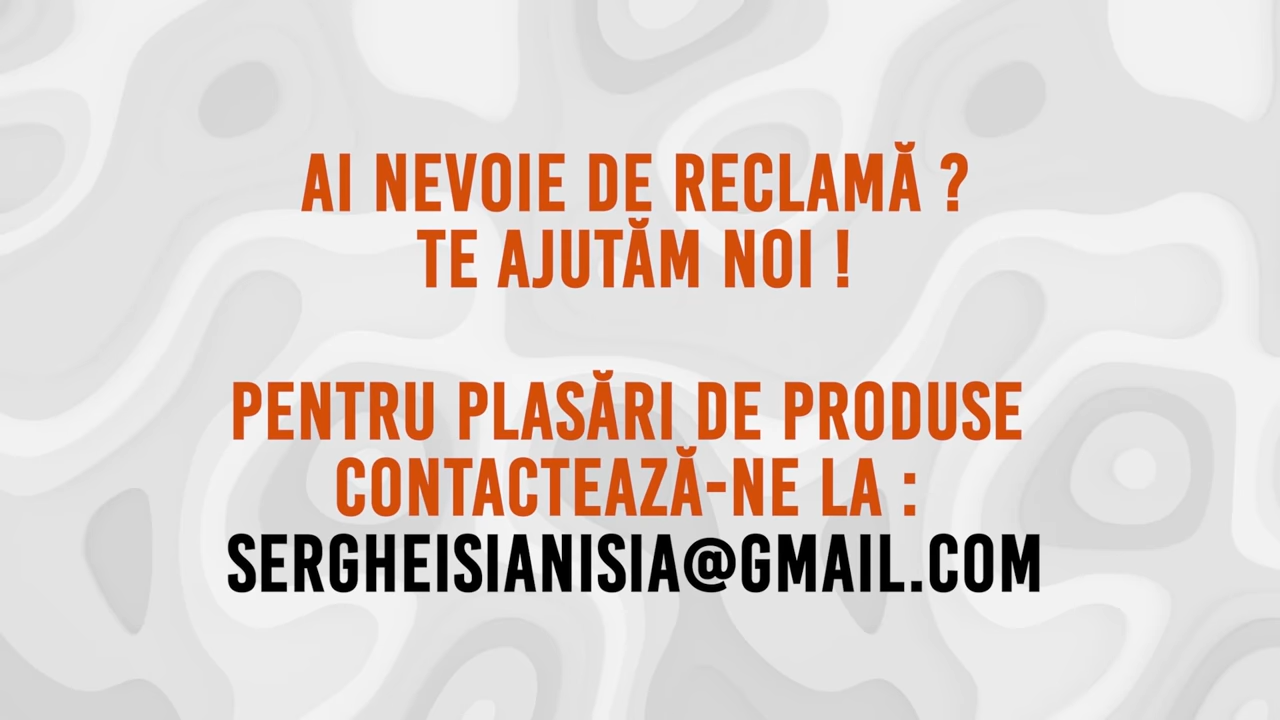 AI NEVOIE DE RECLAMĂ ?
TE AJUTĂM NOI !
PENTRU PLASĂRI DE PRODUSE
CONTACTEAZĂ-NE LA :
SERGHEISIANISIA@GMAIL.COM